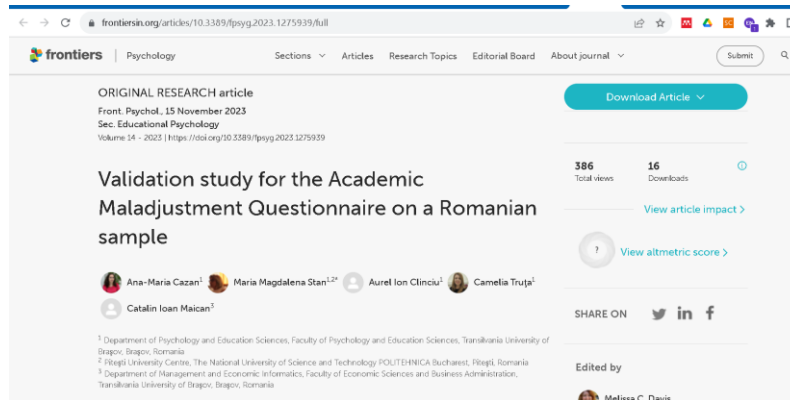 frontiersin.org/articles/10.3389/fpsyg.2023.1275939/full
frontiers | Psychology Sections Articles Research Topics Editorial Board About journal Submit
ORIGINAL RESEARCH article
Front. Psychol., 15 November 2023
Sec. Educational Psychology
Volume 14 - 2023 | https://doi.org/10.3389/fpsyg.2023.1275939
Validation study for the Academic
Maladjustment Questionnaire on a Romanian
sample
Ana-Maria Cazan1 Maria Magdalena Stan1,2* Aurel Ion Clinciu1 Camelia Truţa1
Catalin Ioan Maican3
1 Department of Psychology and Education Sciences, Faculty of Psychology and Education Sciences, Transilvania University of
Braşov, Braşov, Romania
2 Piteşti University Centre, The National University of Science and Technology POLITEHNICA Bucharest, Piteşti, Romania
3 Department of Management and Economic Informatics, Faculty of Economic Sciences and Business Administration,
Transilvania University of Braşov, Braşov, Romania
Download Article
386 16
Total views Downloads
View article impact >
? View altmetric score >
SHARE ON
Edited by
Melissa C. Davis